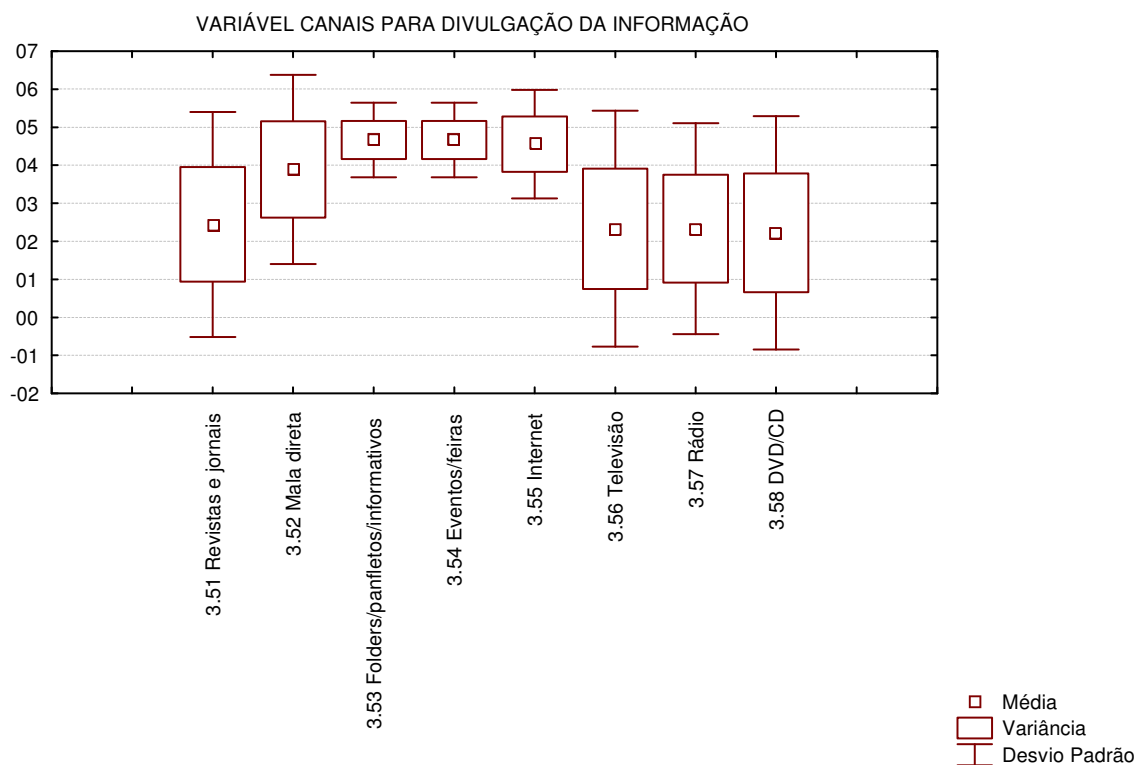 VARIÁVEL CANAIS PARA DIVULGAÇÃO DA INFORMAÇÃO
07
06
05
04
03
02
01
00
-01
-02
3.51 Revistas e jornais
3.52 Mala direta
3.53 Folders/panfletos/informativos
3.54 Eventos/feiras
3.55 Internet
3.56 Televisão
3.57 Rádio
3.58 DVD/CD
Média
Variância
Desvio Padrão